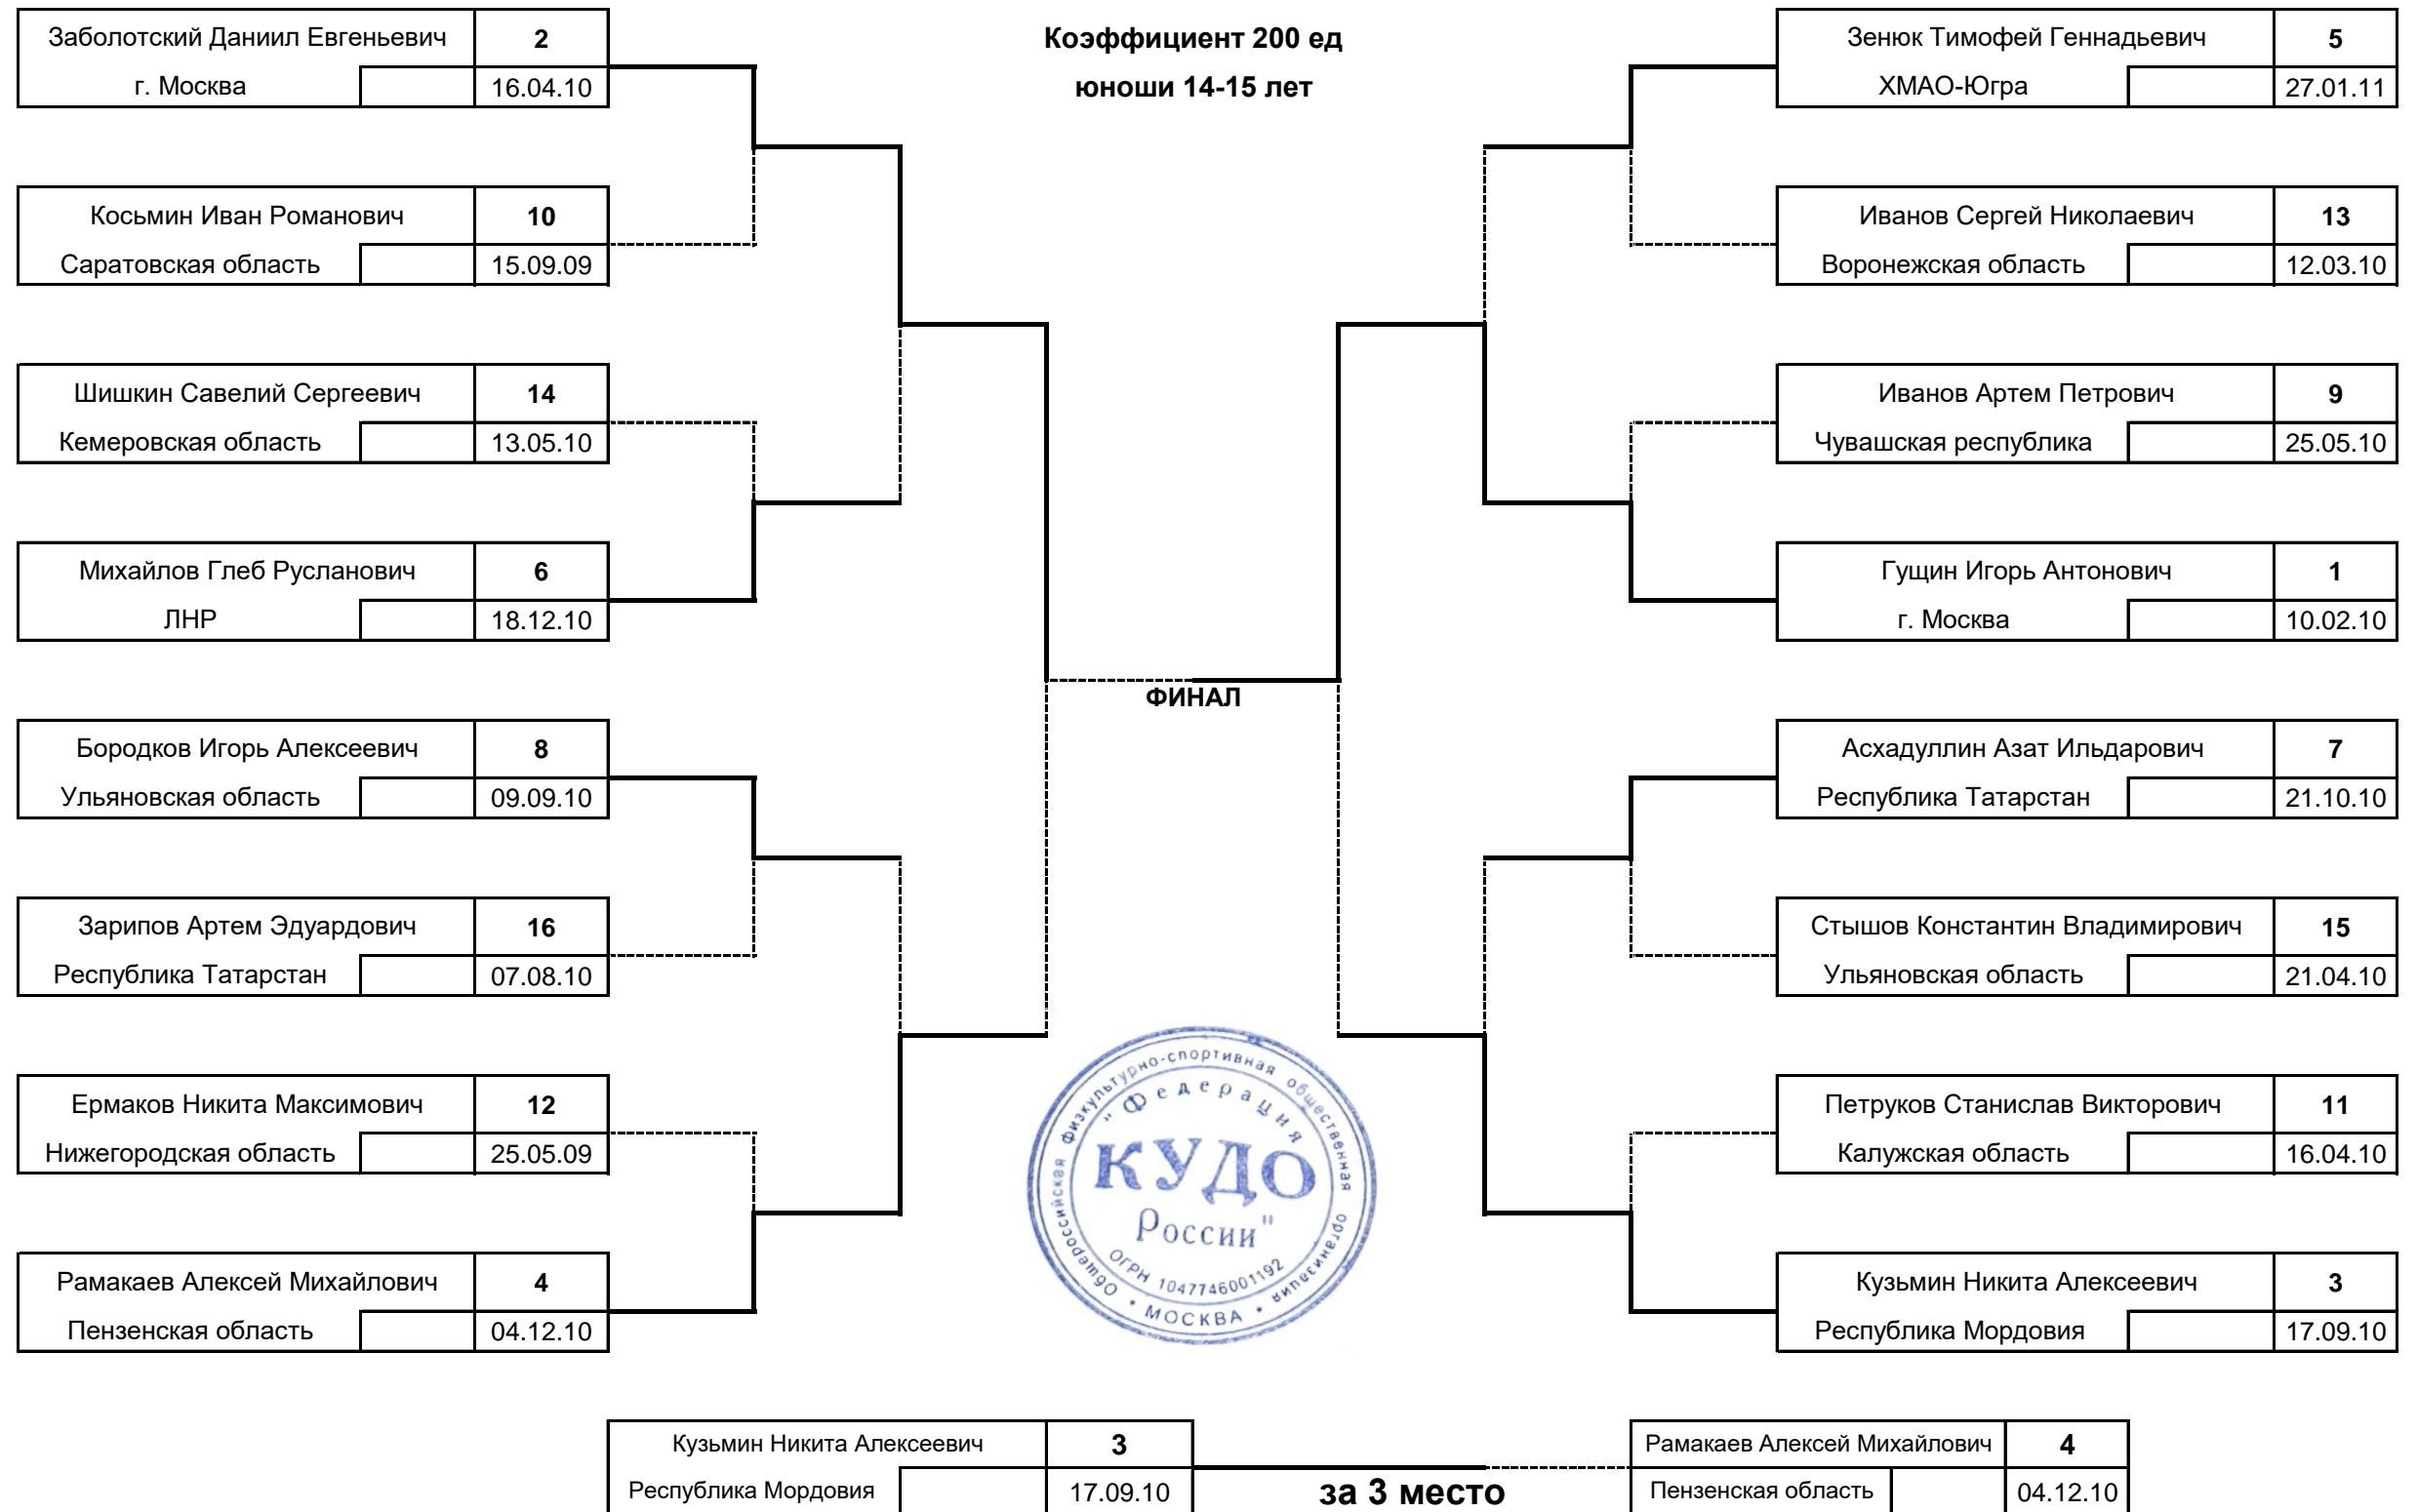 Коэффициент 200 ед
юноши 14-15 лет
Заболотский Даниил Евгеньевич 2
г. Москва 16.04.10
Косьмин Иван Романович 10
Саратовская область 15.09.09
Шишкин Савелий Сергеевич 14
Кемеровская область 13.05.10
Михайлов Глеб Русланович 6
ЛНР 18.12.10
Бородков Игорь Алексеевич 8
Ульяновская область 09.09.10
Зарипов Артем Эдуардович 16
Республика Татарстан 07.08.10
Ермаков Никита Максимович 12
Нижегородская область 25.05.09
Рамакаев Алексей Михайлович 4
Пензенская область 04.12.10
Зенюк Тимофей Геннадьевич 5
ХМАО-Югра 27.01.11
Иванов Сергей Николаевич 13
Воронежская область 12.03.10
Иванов Артем Петрович 9
Чувашская республика 25.05.10
Гущин Игорь Антонович 1
г. Москва 10.02.10
Асхадуллин Азат Ильдарович 7
Республика Татарстан 21.10.10
Стышов Константин Владимирович 15
Ульяновская область 21.04.10
Петруков Станислав Викторович 11
Калужская область 16.04.10
Кузьмин Никита Алексеевич 3
Республика Мордовия 17.09.10
ФИНАЛ
Общероссийская физкультурно-спортивная общественная организация
"Федерация
КУДО
России"
ОГРН 1047746001192
• МОСКВА •
Кузьмин Никита Алексеевич 3
Республика Мордовия 17.09.10
за 3 место
Рамакаев Алексей Михайлович 4
Пензенская область 04.12.10